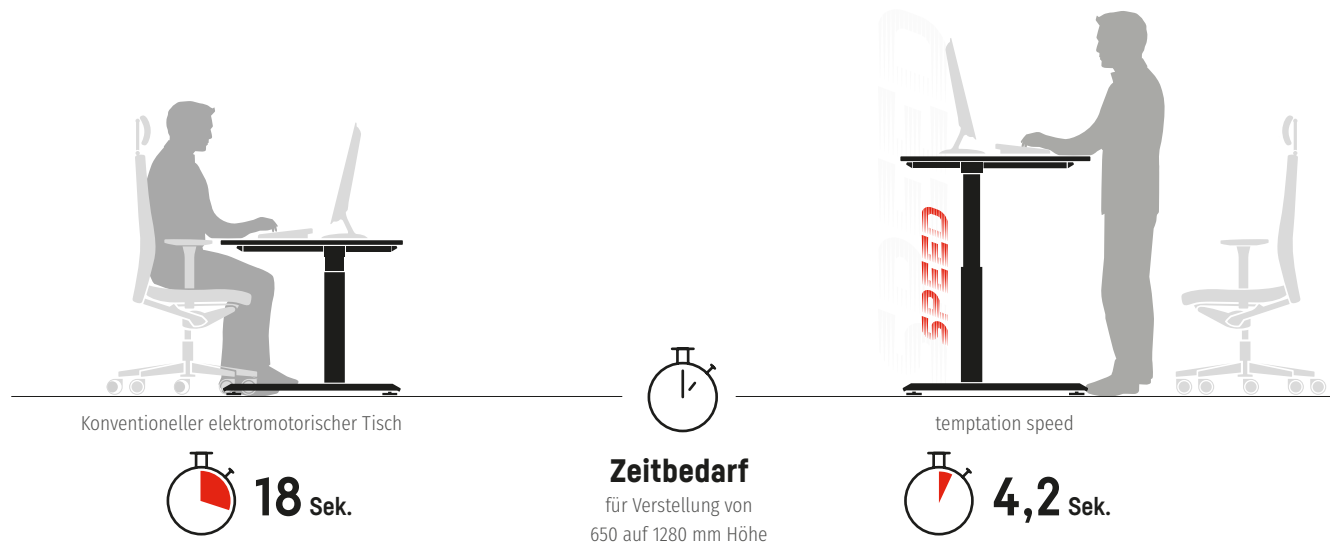 SPEED
Konventioneller elektromotorischer Tisch
18 Sek.
Zeitbedarf
für Verstellung von
650 auf 1280 mm Höhe
temptation speed
4,2 Sek.